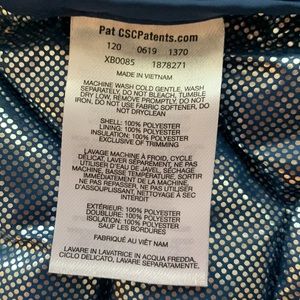 Pat CSCPatents.com
120 0619 1370
XB0085 1878271
MADE IN VIETNAM
MACHINE WASH COLD GENTLE, WASH
SEPARATELY, DO NOT BLEACH, TUMBLE
DRY LOW, REMOVE PROMPTLY, DO NOT
IRON, DO NOT USE FABRIC SOFTENER, DO
NOT DRYCLEAN
SHELL: 100% POLYESTER
LINING: 100% POLYESTER
INSULATION: 100% POLYESTER
EXCLUSIVE OF TRIMMING
LAVAGE MACHINE À FROID, CYCLE
DÉLICAT, LAVER SÉPARÉMENT, NE PAS
UTILISER D'EAU DE JAVEL, SÉCHAGE
MACHINE, BASSE TEMPÉRATURE, SORTIR
IMMÉDIATEMENT DE LA MACHINE, NE PAS
REPASSER, NE PAS UTILISER
D'ASSOUPLISSANT, NETTOYAGE À SEC
INTERDIT
EXTÉRIEUR: 100% POLYESTER
DOUBLURE: 100% POLYESTER
ISOLATION: 100% POLYESTER
SAUF LES BORDURES
FABRIQUÉ AU VIÊT NAM
LAVARE IN LAVATRICE IN ACQUA FREDDA,
CICLO DELICATO, LAVARE SEPARATAMENTE,